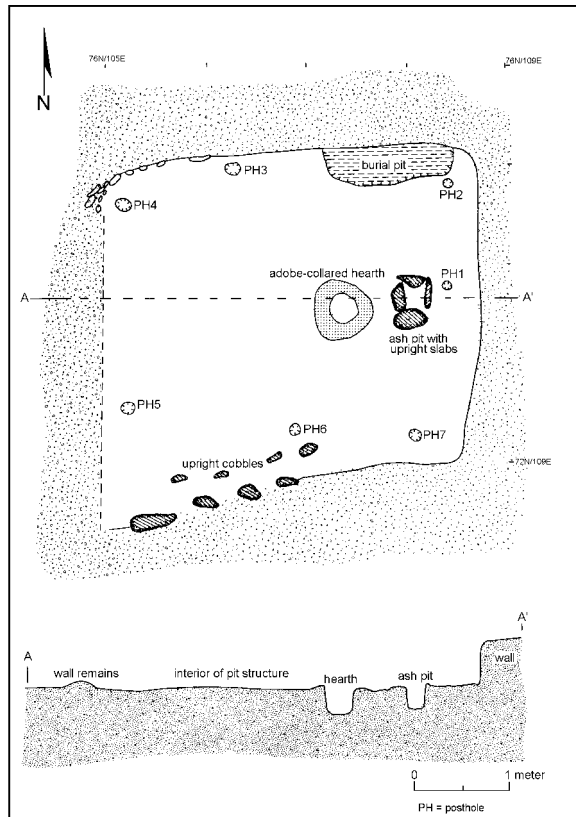 76N/105E
76N/109E
N
burial pit
PH3
PH2
PH4
adobe-collared hearth
PH1
A
A'
ash pit with
upright slabs
PH5
PH6
PH7
upright cobbles
72N/109E
A
A'
wall remains
interior of pit structure
hearth
ash pit
wall
0
1 meter
PH = posthole